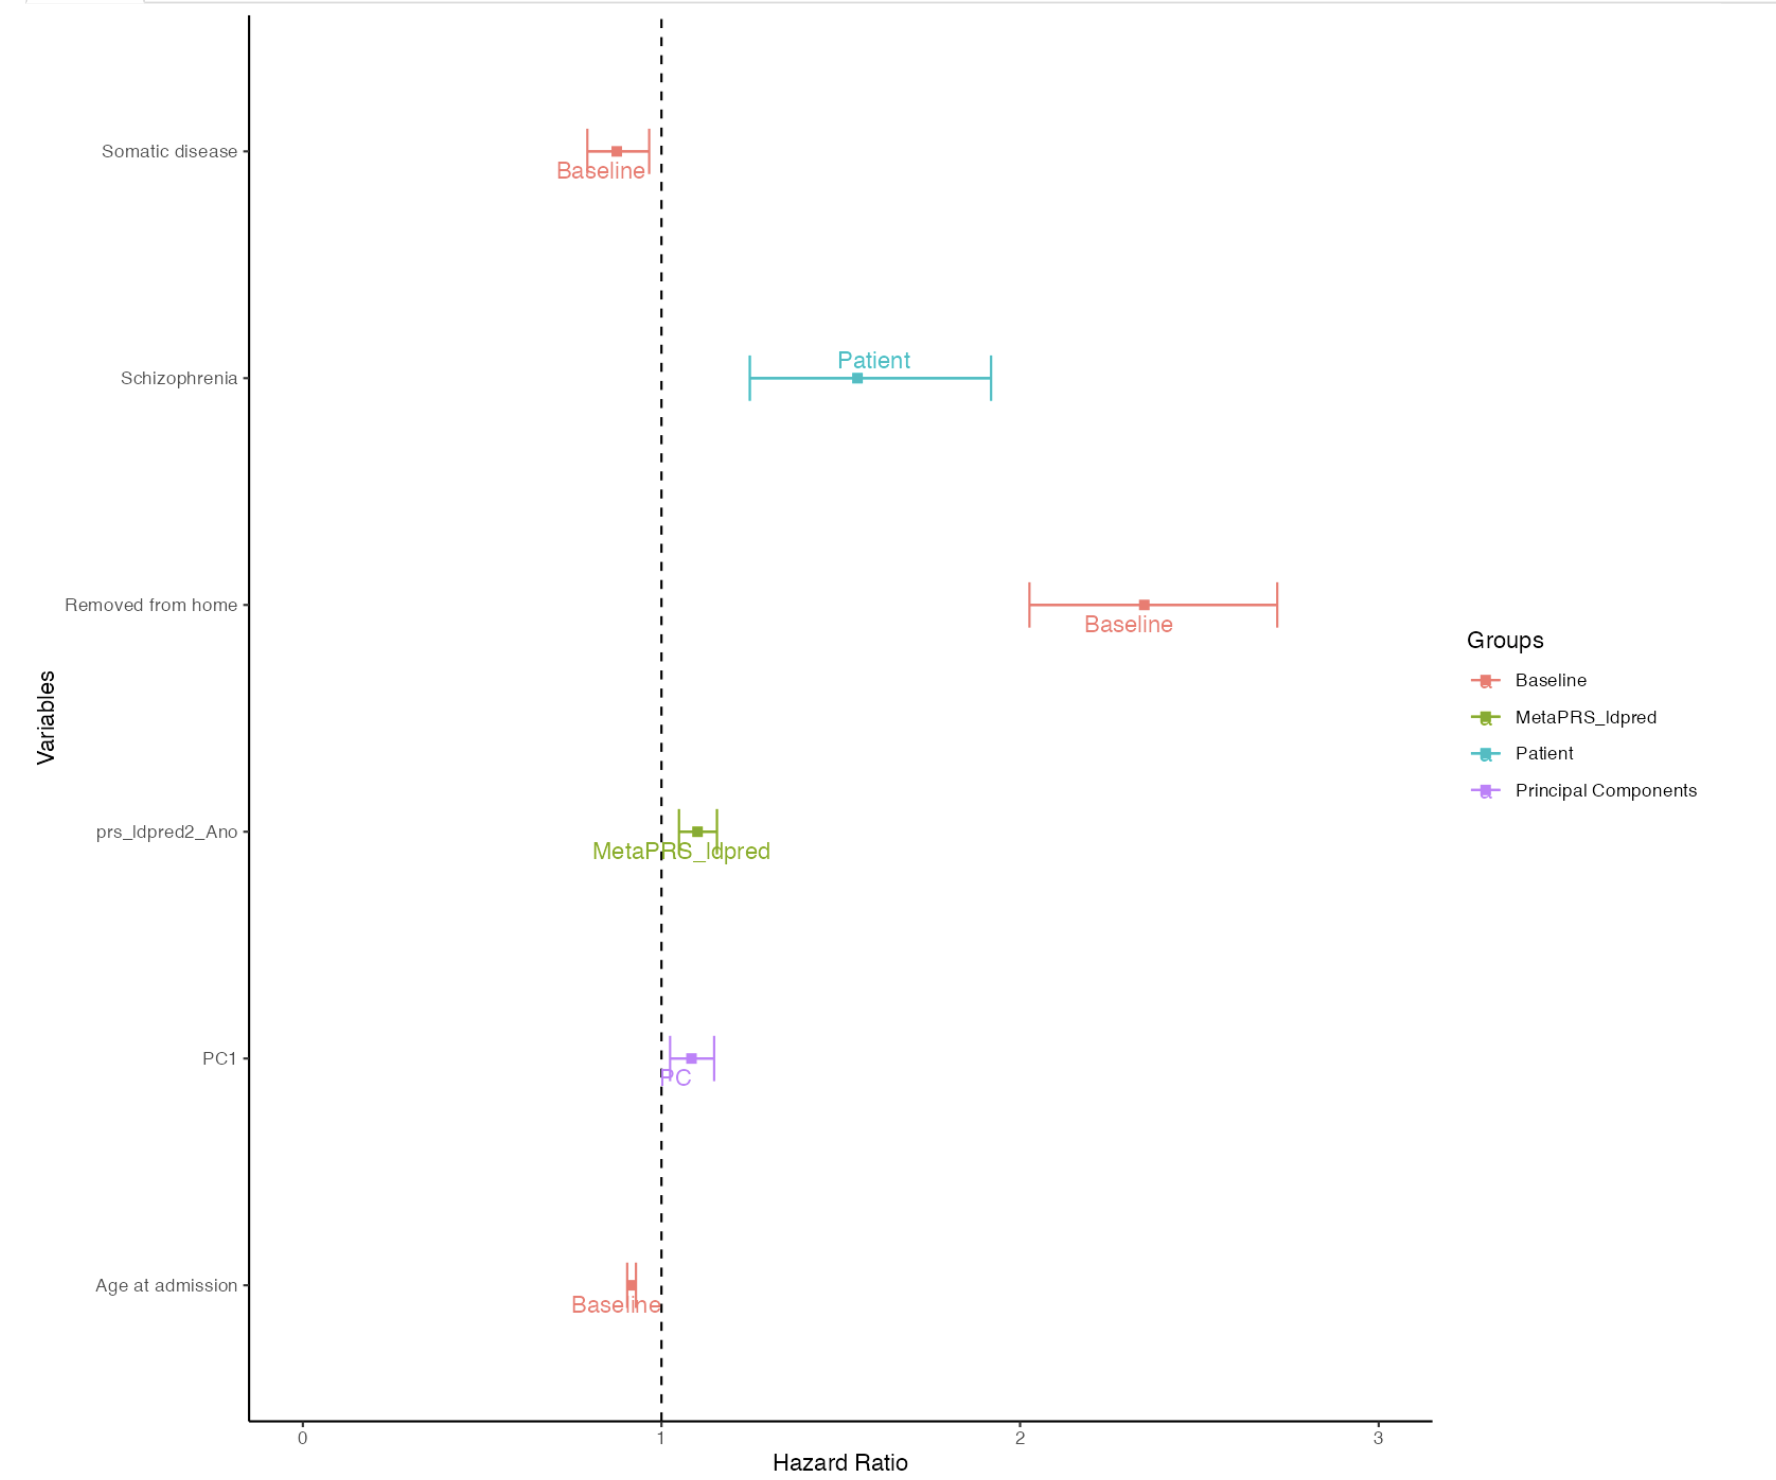 Somatic disease
Baseline
Patient
Schizophrenia
Removed from home
Baseline
Variables
Groups
Baseline
MetaPRS_ldpred
Patient
Principal Components
prs_ldpred2_Ano
MetaPRS_ldpred
PC1
PC
Age at admission
Baseline
0 1 2 3
Hazard Ratio